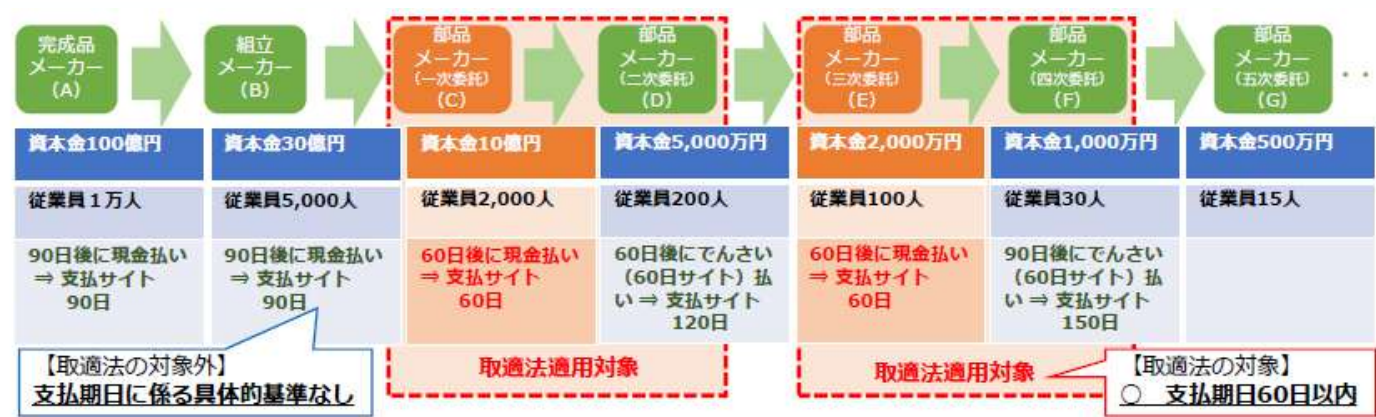 完成品
メーカー
(A)
組立
メーカー
(B)
部品
メーカー
(一次委託)
(C)
部品
メーカー
(二次委託)
(D)
部品
メーカー
(三次委託)
(E)
部品
メーカー
(四次委託)
(F)
部品
メーカー
(五次委託)
(G)
・・
資本金100億円
資本金30億円
資本金10億円
資本金5,000万円
資本金2,000万円
資本金1,000万円
資本金500万円
従業員1万人
従業員5,000人
従業員2,000人
従業員200人
従業員100人
従業員30人
従業員15人
90日後に現金払い
⇒ 支払サイト
90日
90日後に現金払い
⇒ 支払サイト
90日
60日後に現金払い
⇒ 支払サイト
60日
60日後にでんさい
(60日サイト)払
い ⇒ 支払サイト
120日
60日後に現金払い
⇒ 支払サイト
60日
90日後にでんさい
(60日サイト)払
い ⇒ 支払サイト
150日
【取適法の対象外】
支払期日に係る具体的基準なし
取適法適用対象
取適法適用対象
【取適法の対象】
○ 支払期日60日以内